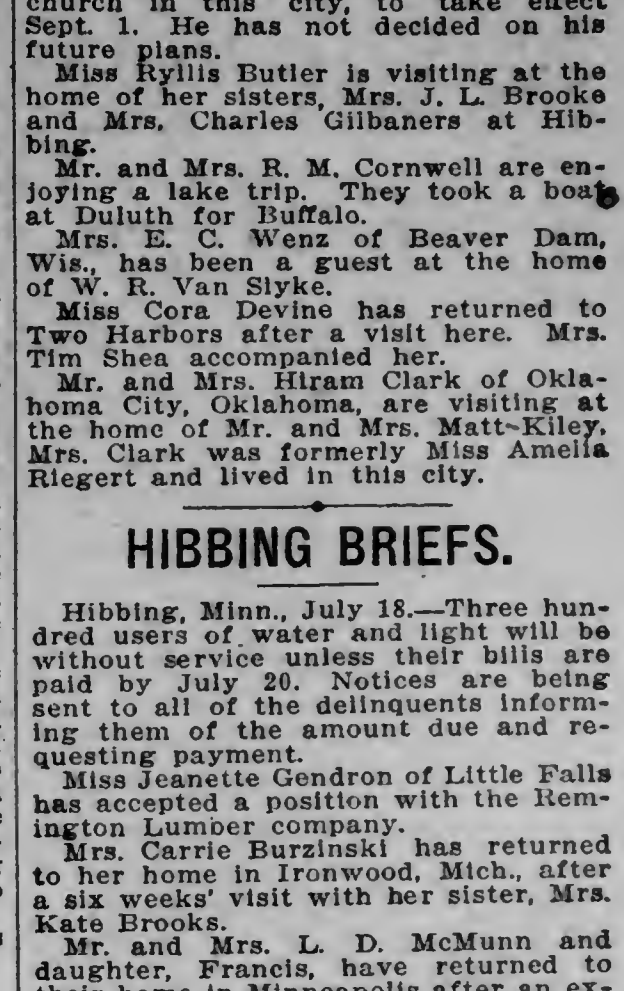 church in this city, to take effect
Sept. 1. He has not decided on his
future plans.
Miss Ryllis Butler is visiting at the
home of her sisters, Mrs. J. L. Brooke
and Mrs. Charles Gilbaners at Hib-
bing.
Mr. and Mrs. R. M. Cornwell are en-
joying a lake trip. They took a boat
at Duluth for Buffalo.
Mrs. E. C. Wenz of Beaver Dam,
Wis., has been a guest at the home
of W. R. Van Slyke.
Miss Cora Devine has returned to
Two Harbors after a visit here. Mrs.
Tim Shea accompanied her.
Mr. and Mrs. Hiram Clark of Okla-
homa City, Oklahoma, are visiting at
the home of Mr. and Mrs. Matt Kiley.
Mrs. Clark was formerly Miss Amelia
Riegert and lived in this city.
HIBBING BRIEFS.
Hibbing, Minn., July 18.—Three hun-
dred users of water and light will be
without service unless their bills are
paid by July 20. Notices are being
sent to all of the delinquents inform-
ing them of the amount due and re-
questing payment.
Miss Jeanette Gendron of Little Falls
has accepted a position with the Rem-
ington Lumber company.
Mrs. Carrie Burzinski has returned
to her home in Ironwood, Mich., after
a six weeks' visit with her sister, Mrs.
Kate Brooks.
Mr. and Mrs. L. D. McMunn and
daughter, Francis, have returned to
their home in Minneapolis after an ex-